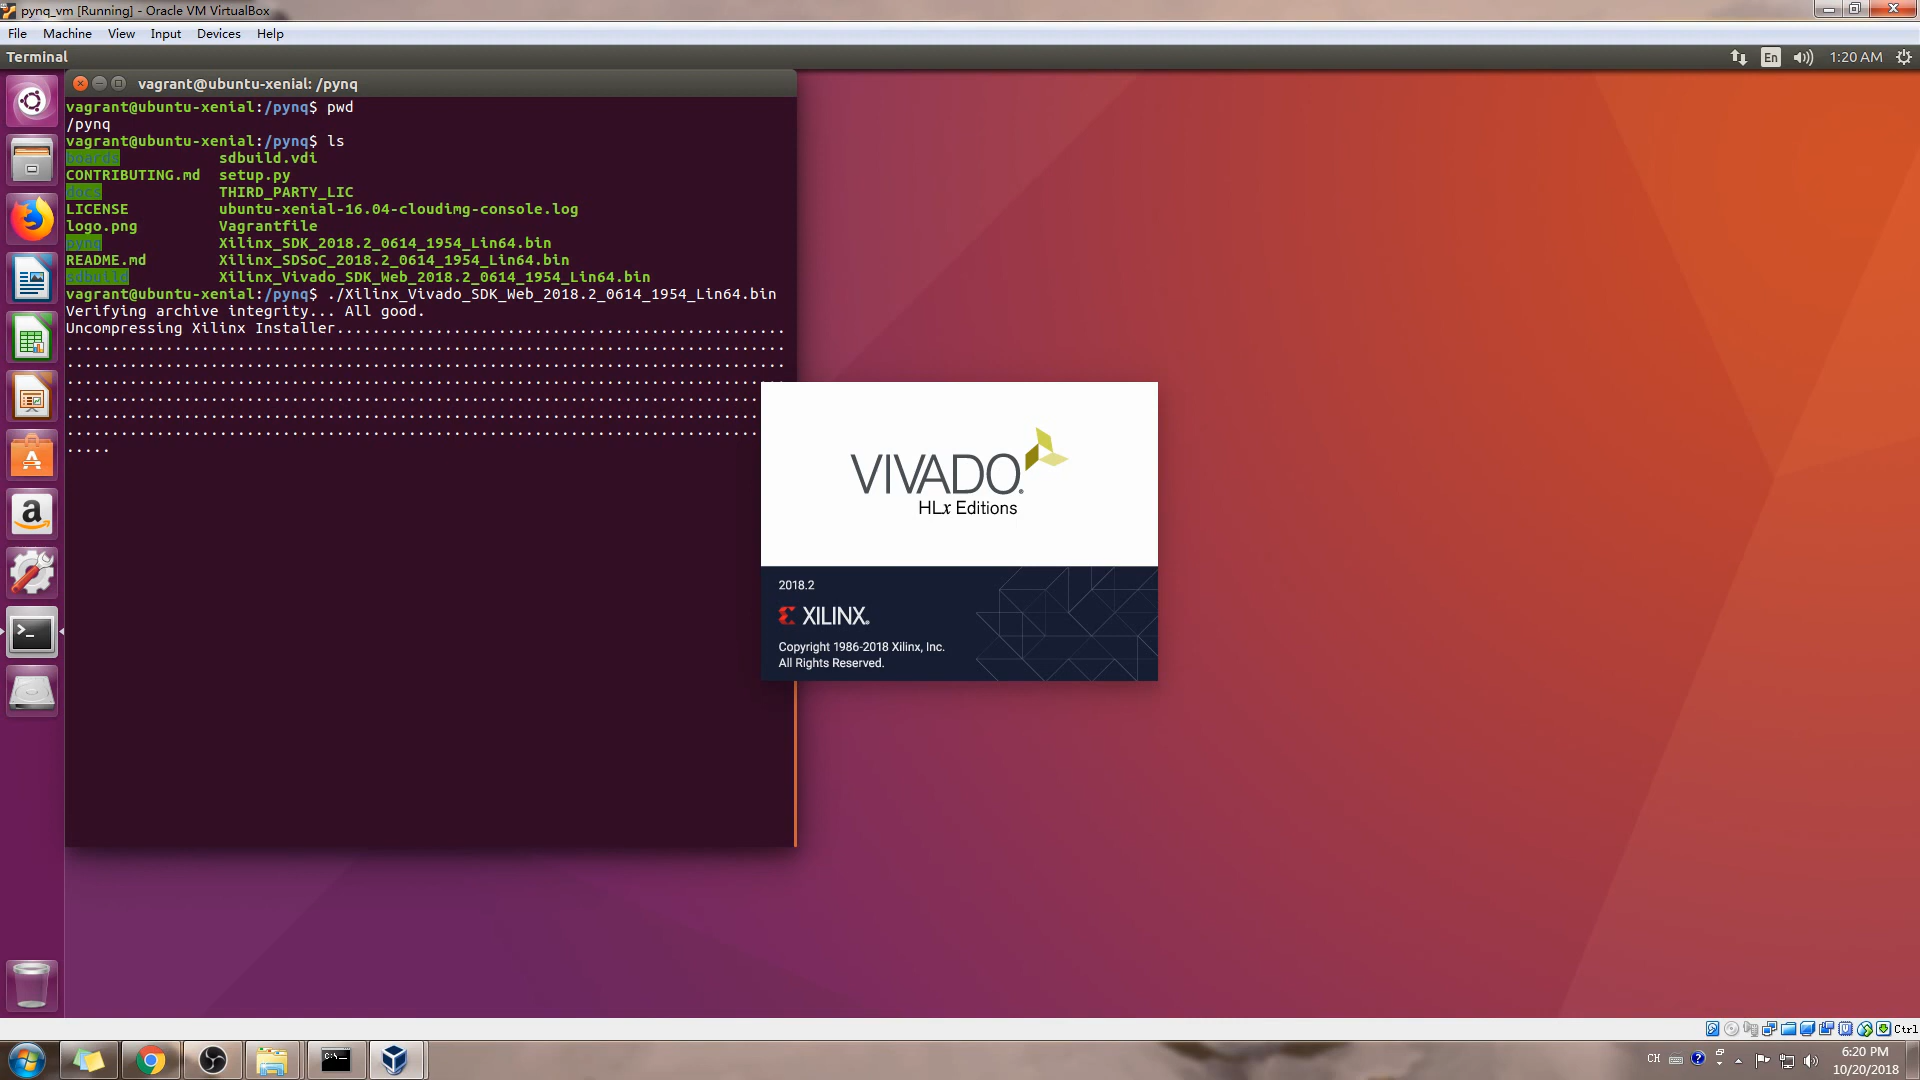 pynq_vm [Running] - Oracle VM VirtualBox
File Machine View Input Devices Help
Terminal
En
1:20 AM
vagrant@ubuntu-xenial: /pynq
vagrant@ubuntu-xenial:/pynq$ pwd
/pynq
vagrant@ubuntu-xenial:/pynq$ ls
boards sdbuild.vdi
CONTRIBUTING.md setup.py
docs THIRD_PARTY_LIC
LICENSE ubuntu-xenial-16.04-cloudimg-console.log
logo.png Vagrantfile
pynq Xilinx_SDK_2018.2_0614_1954_Lin64.bin
README.md Xilinx_SDSoC_2018.2_0614_1954_Lin64.bin
sdbuild Xilinx_Vivado_SDK_Web_2018.2_0614_1954_Lin64.bin
vagrant@ubuntu-xenial:/pynq$ ./Xilinx_Vivado_SDK_Web_2018.2_0614_1954_Lin64.bin
Verifying archive integrity... All good.
Uncompressing Xilinx Installer..................................................
................................................................................
................................................................................
................................................................................
.............................................................................
.............................................................................
.............................................................................
.....
VIVADO.
HLx Editions
2018.2
XILINX.
Copyright 1986-2018 Xilinx, Inc.
All Rights Reserved.
Ctrl
C:\_
CH
6:20 PM
10/20/2018